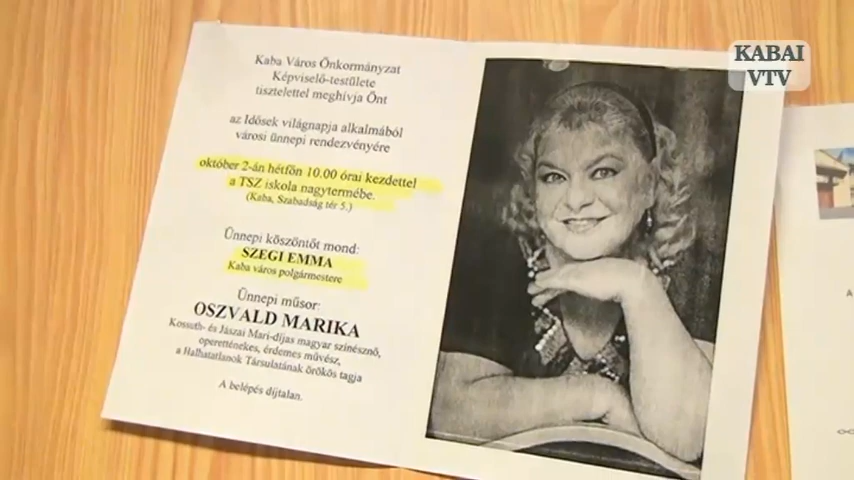 Kaba Város Önkormányzat
Képviselő-testülete
tisztelettel meghívja Önt
az Idősek világnapja alkalmából
városi ünnepi rendezvényére
október 2-án hétfőn 10.00 órai kezdettel
a TSZ iskola nagytermébe.
(Kaba, Szabadság tér 5.)
Ünnepi köszöntőt mond:
SZEGI EMMA
Kaba város polgármestere
Ünnepi műsor:
OSZVALD MARIKA
Kossuth- és Jászai Mari-díjas magyar színésznő,
operetténekes, érdemes művész,
a Halhatatlanok Társulatának örökös tagja
A belépés díjtalan.
KABAI
VTV
A